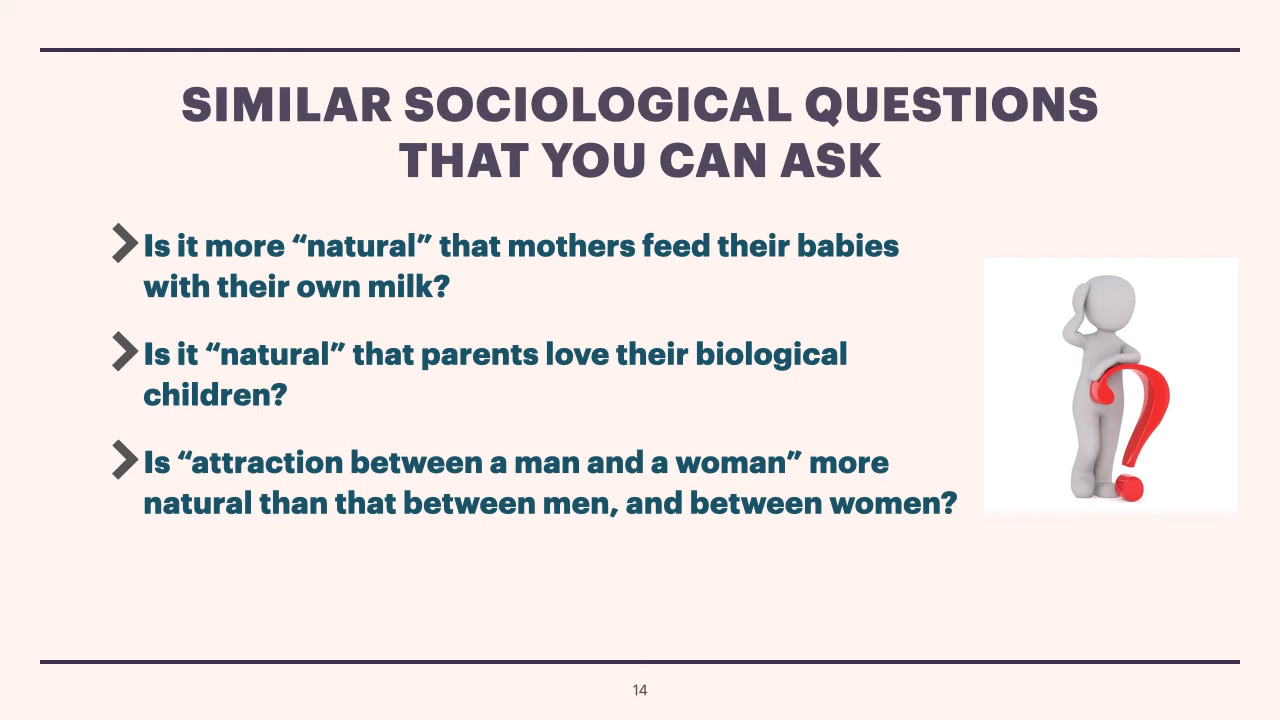 SIMILAR SOCIOLOGICAL QUESTIONS
THAT YOU CAN ASK
Is it more “natural” that mothers feed their babies
with their own milk?
Is it “natural” that parents love their biological
children?
Is “attraction between a man and a woman” more
natural than that between men, and between women?
14